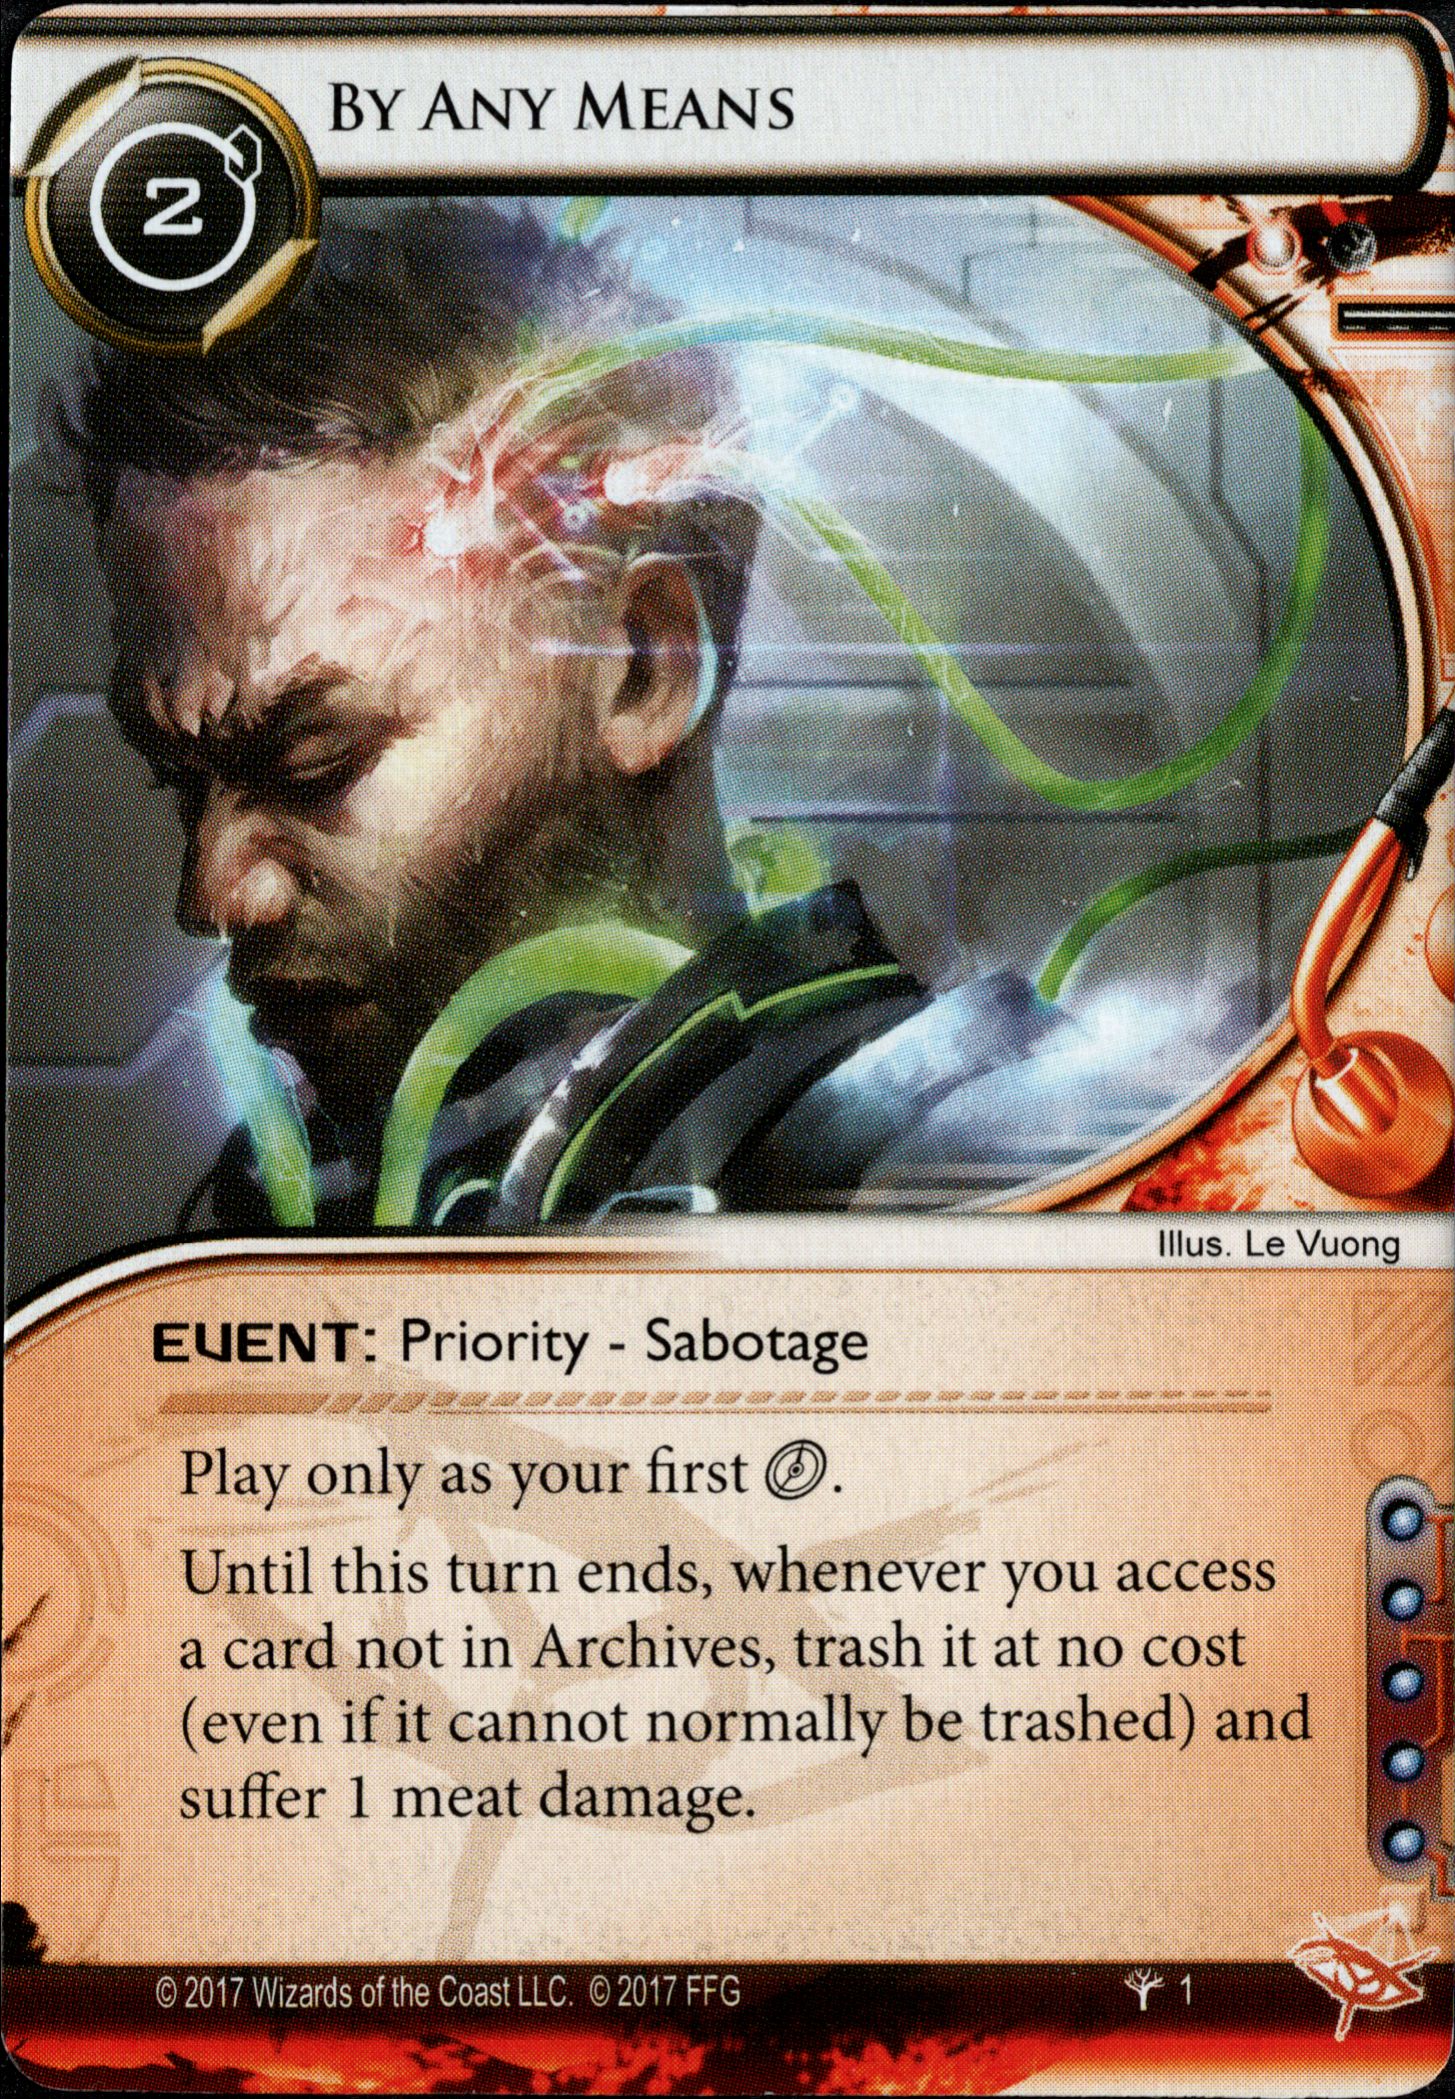 2
By Any Means
Illus. Le Vuong
EVENT: Priority - Sabotage
Play only as your first .
Until this turn ends, whenever you access
a card not in Archives, trash it at no cost
(even if it cannot normally be trashed) and
suffer 1 meat damage.
© 2017 Wizards of the Coast LLC. © 2017 FFG
1